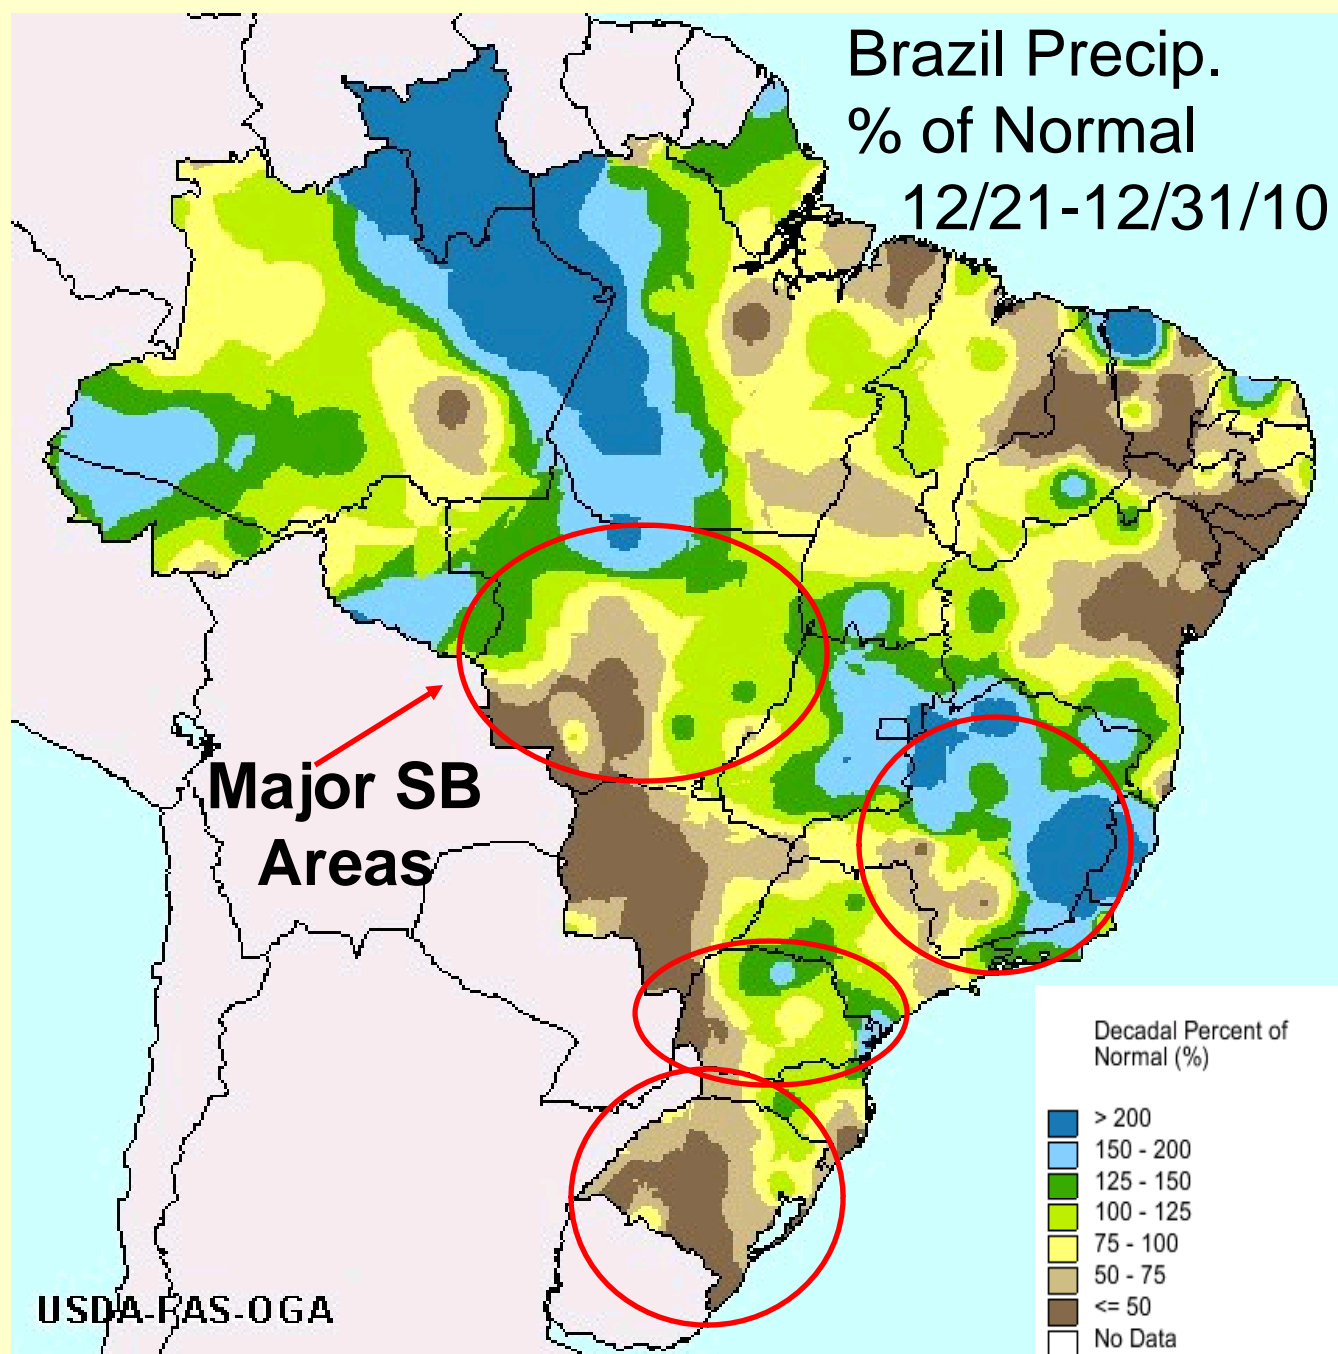 Brazil Precip.
% of Normal
12/21-12/31/10
Major SB
Areas
Decadal Percent of
Normal (%)
> 200
150 - 200
125 - 150
100 - 125
75 - 100
50 - 75
<= 50
No Data
USDA-FAS-OGA